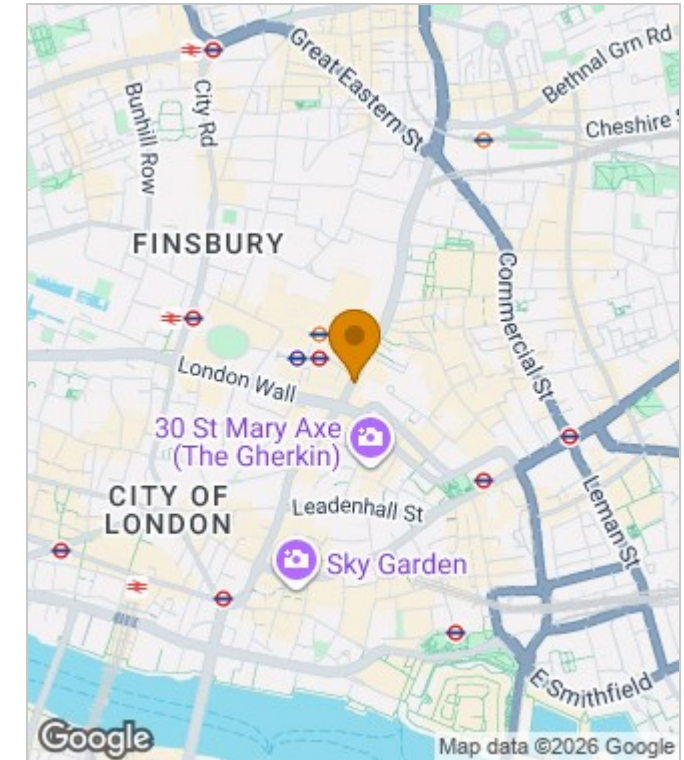 Great Eastern St
Bethnal Grn Rd
City Rd
Bunhill Row
Cheshire
FINSBURY
Commercial St
London Wall
30 St Mary Axe
(The Gherkin)
CITY OF
LONDON
Leadenhall St
Leman St
Sky Garden
E Smithfield
Google
Map data ©2026 Google